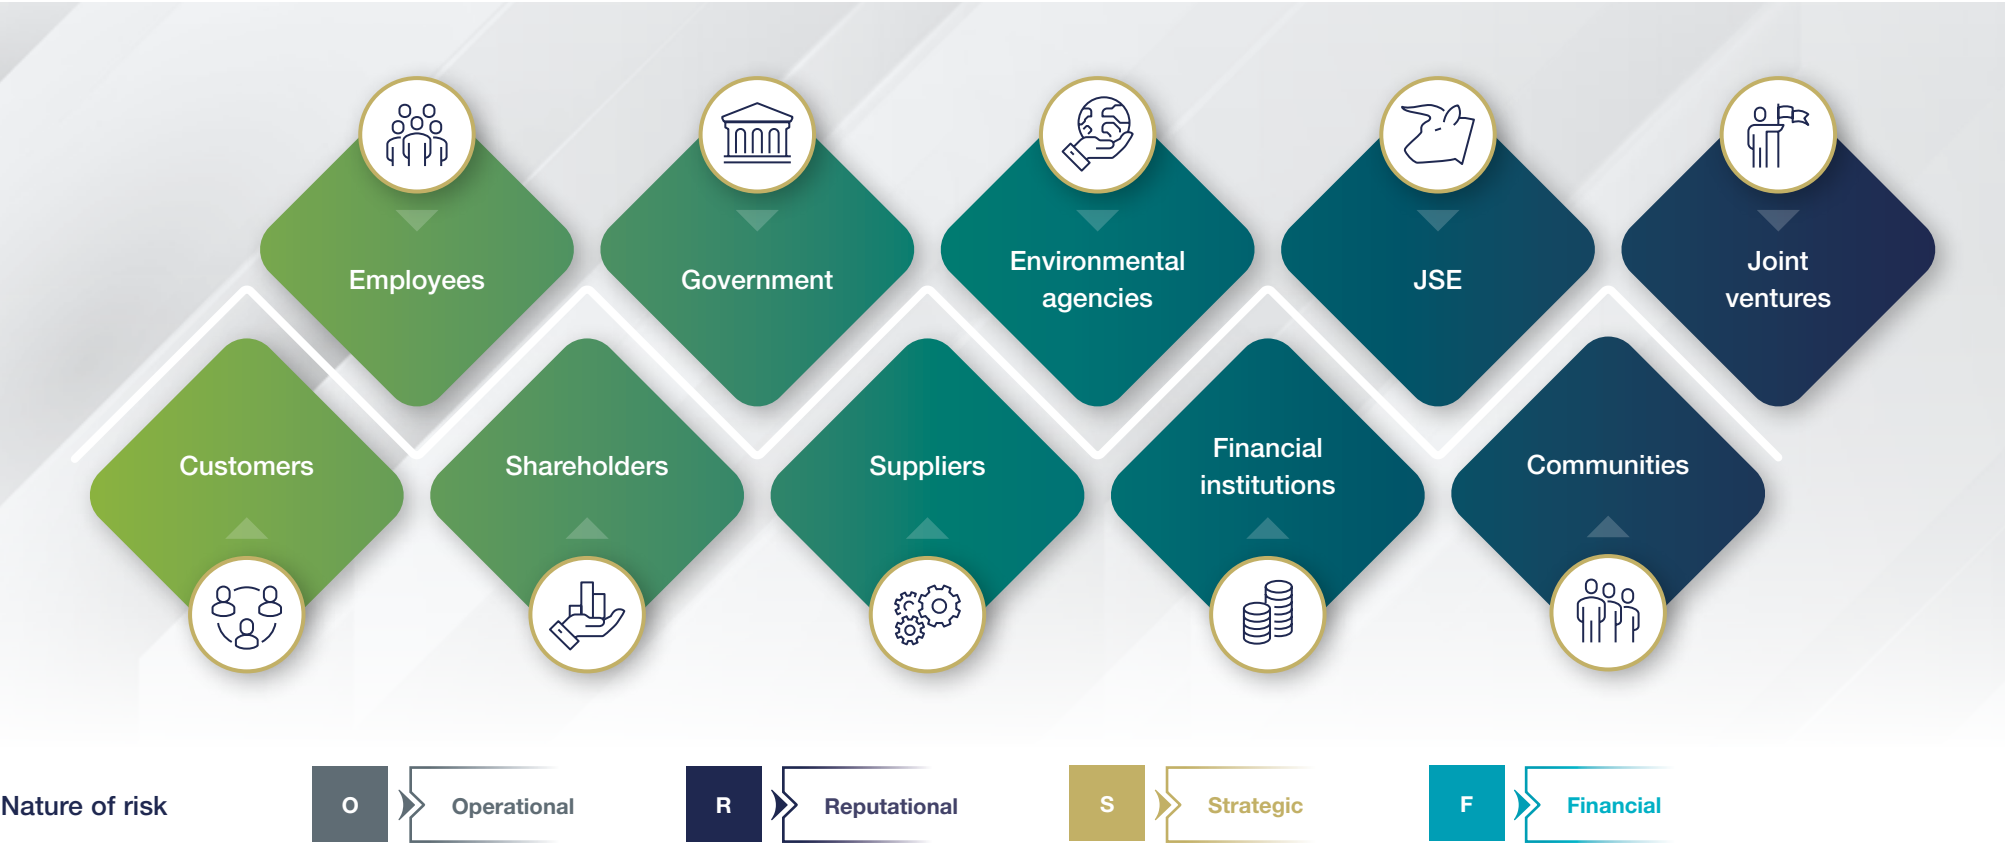 Employees
Government
Environmental
agencies
JSE
Joint
ventures
Customers
Shareholders
Suppliers
Financial
institutions
Communities
Nature of risk
O Operational
R Reputational
S Strategic
F Financial